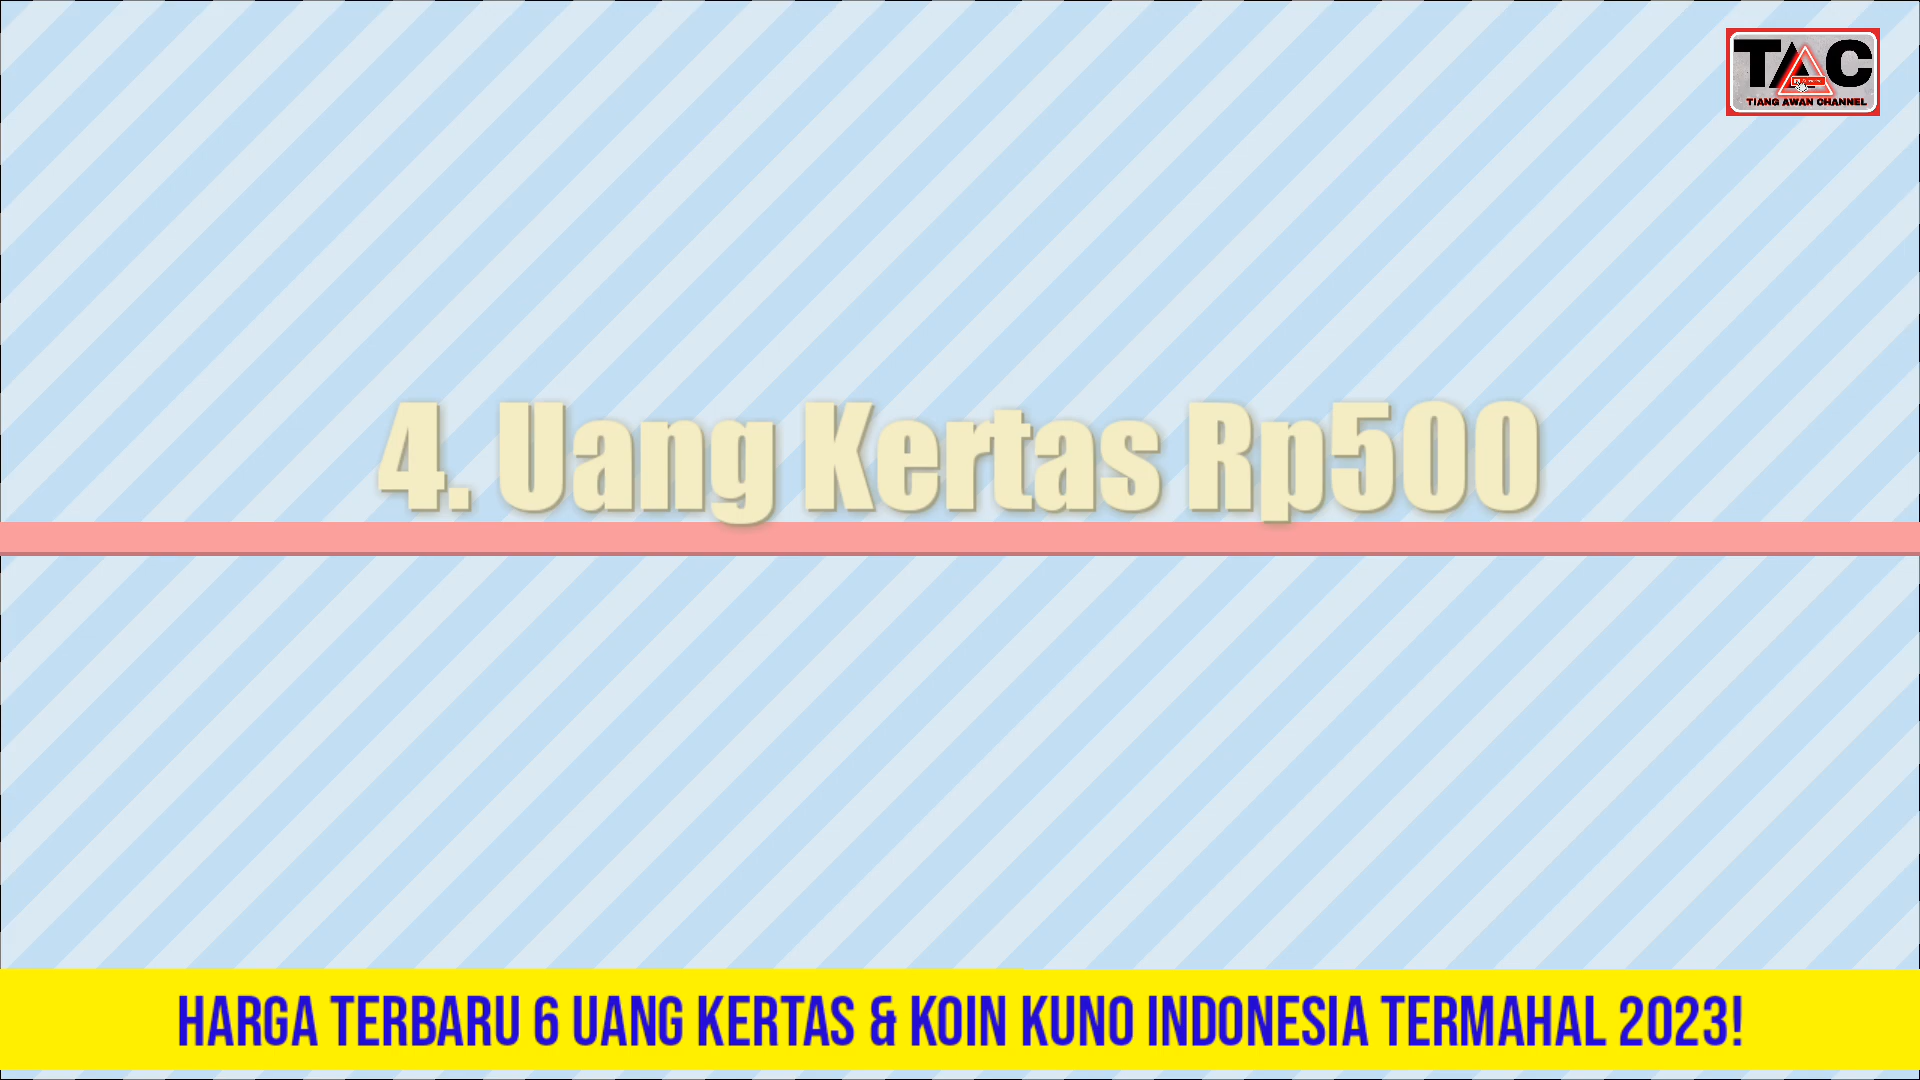 TAC
TIANG AWAN CHANNEL
4. Uang Kertas Rp500
HARGA TERBARU 6 UANG KERTAS & KOIN KUNO INDONESIA TERMAHAL 2023!